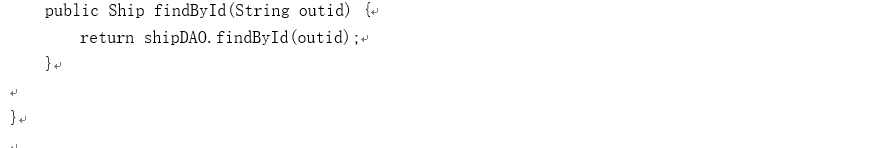 public Ship findById(String outid) {
return shipDAO.findById(outid);
}
}